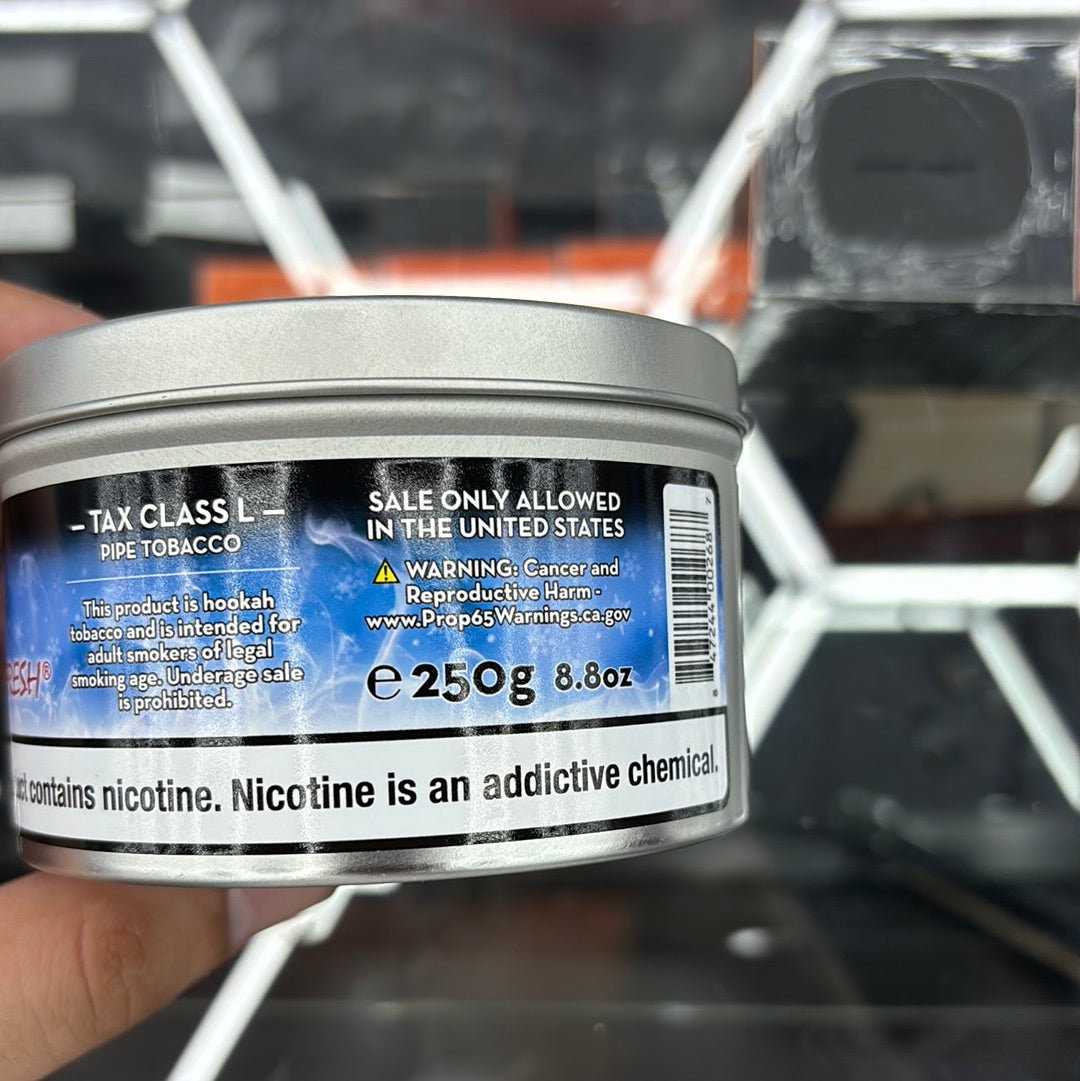 – TAX CLASS L –
PIPE TOBACCO
This product is hookah
tobacco and is intended for
adult smokers of legal
smoking age. Underage sale
is prohibited.
RESH®
SALE ONLY ALLOWED
IN THE UNITED STATES
WARNING: Cancer and
Reproductive Harm -
www.Prop65Warnings.ca.gov
e 250g 8.8oz
contains nicotine. Nicotine is an addictive chemical.